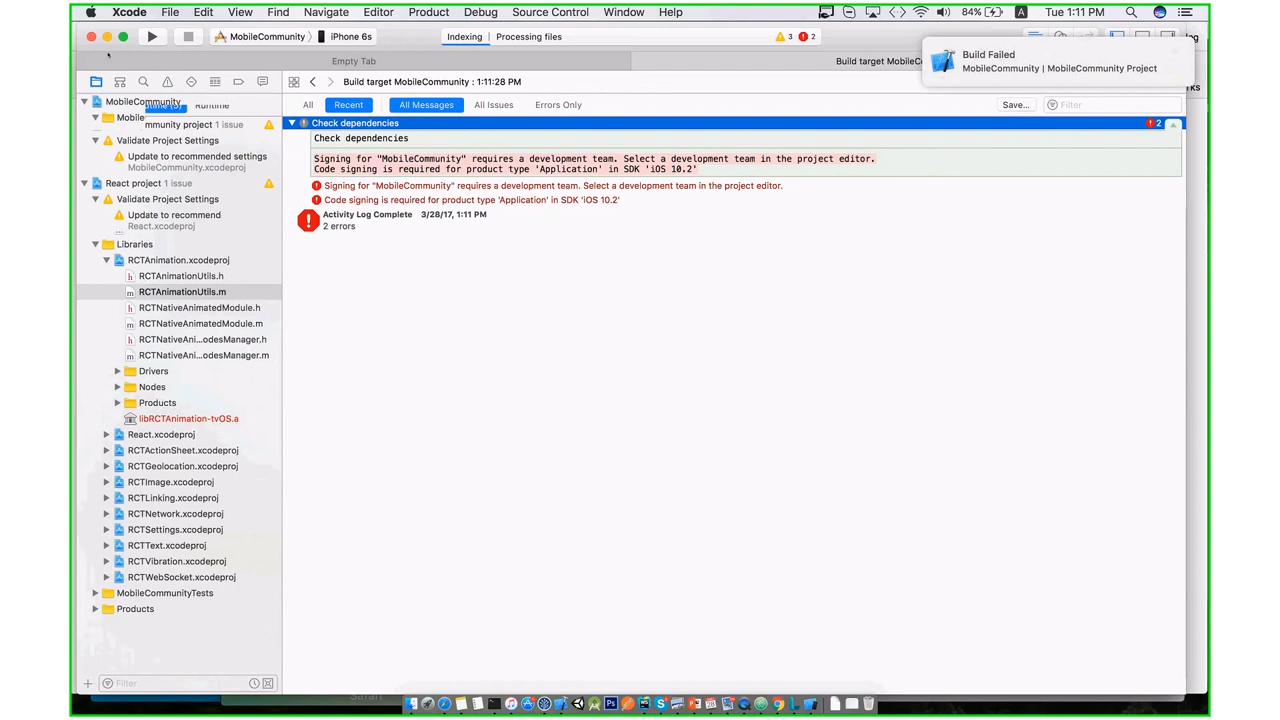 Xcode File Edit View Find Navigate Editor Product Debug Source Control Window Help 84% A Tue 1:11 PM
MobileCommunity iPhone 6s Indexing Processing files 3 2
Build Failed
MobileCommunity | MobileCommunity Project
Empty Tab Build target MobileC
Build target MobileCommunity : 1:11:28 PM
All Recent All Messages All Issues Errors Only Save... Filter
MobileCommunity
Runtime
Mobile
mmunity project 1 issue
Validate Project Settings
Update to recommended settings
MobileCommunity.xcodeproj
React project 1 issue
Validate Project Settings
Update to recommend
React.xcodeproj
...
Libraries
RCTAnimation.xcodeproj
h RCTAnimationUtils.h
m RCTAnimationUtils.m
h RCTNativeAnimatedModule.h
m RCTNativeAnimatedModule.m
h RCTNativeAni...odesManager.h
m RCTNativeAni...odesManager.m
Drivers
Nodes
Products
libRCTAnimation-tvOS.a
React.xcodeproj
RCTActionSheet.xcodeproj
RCTGeolocation.xcodeproj
RCTImage.xcodeproj
RCTLinking.xcodeproj
RCTNetwork.xcodeproj
RCTSettings.xcodeproj
RCTText.xcodeproj
RCTVibration.xcodeproj
RCTWebSocket.xcodeproj
MobileCommunityTests
Products
Filter
Check dependencies 2
Check dependencies
Signing for "MobileCommunity" requires a development team. Select a development team in the project editor.
Code signing is required for product type 'Application' in SDK 'iOS 10.2'
Signing for "MobileCommunity" requires a development team. Select a development team in the project editor.
Code signing is required for product type 'Application' in SDK 'iOS 10.2'
Activity Log Complete 3/28/17, 1:11 PM
2 errors
Safari